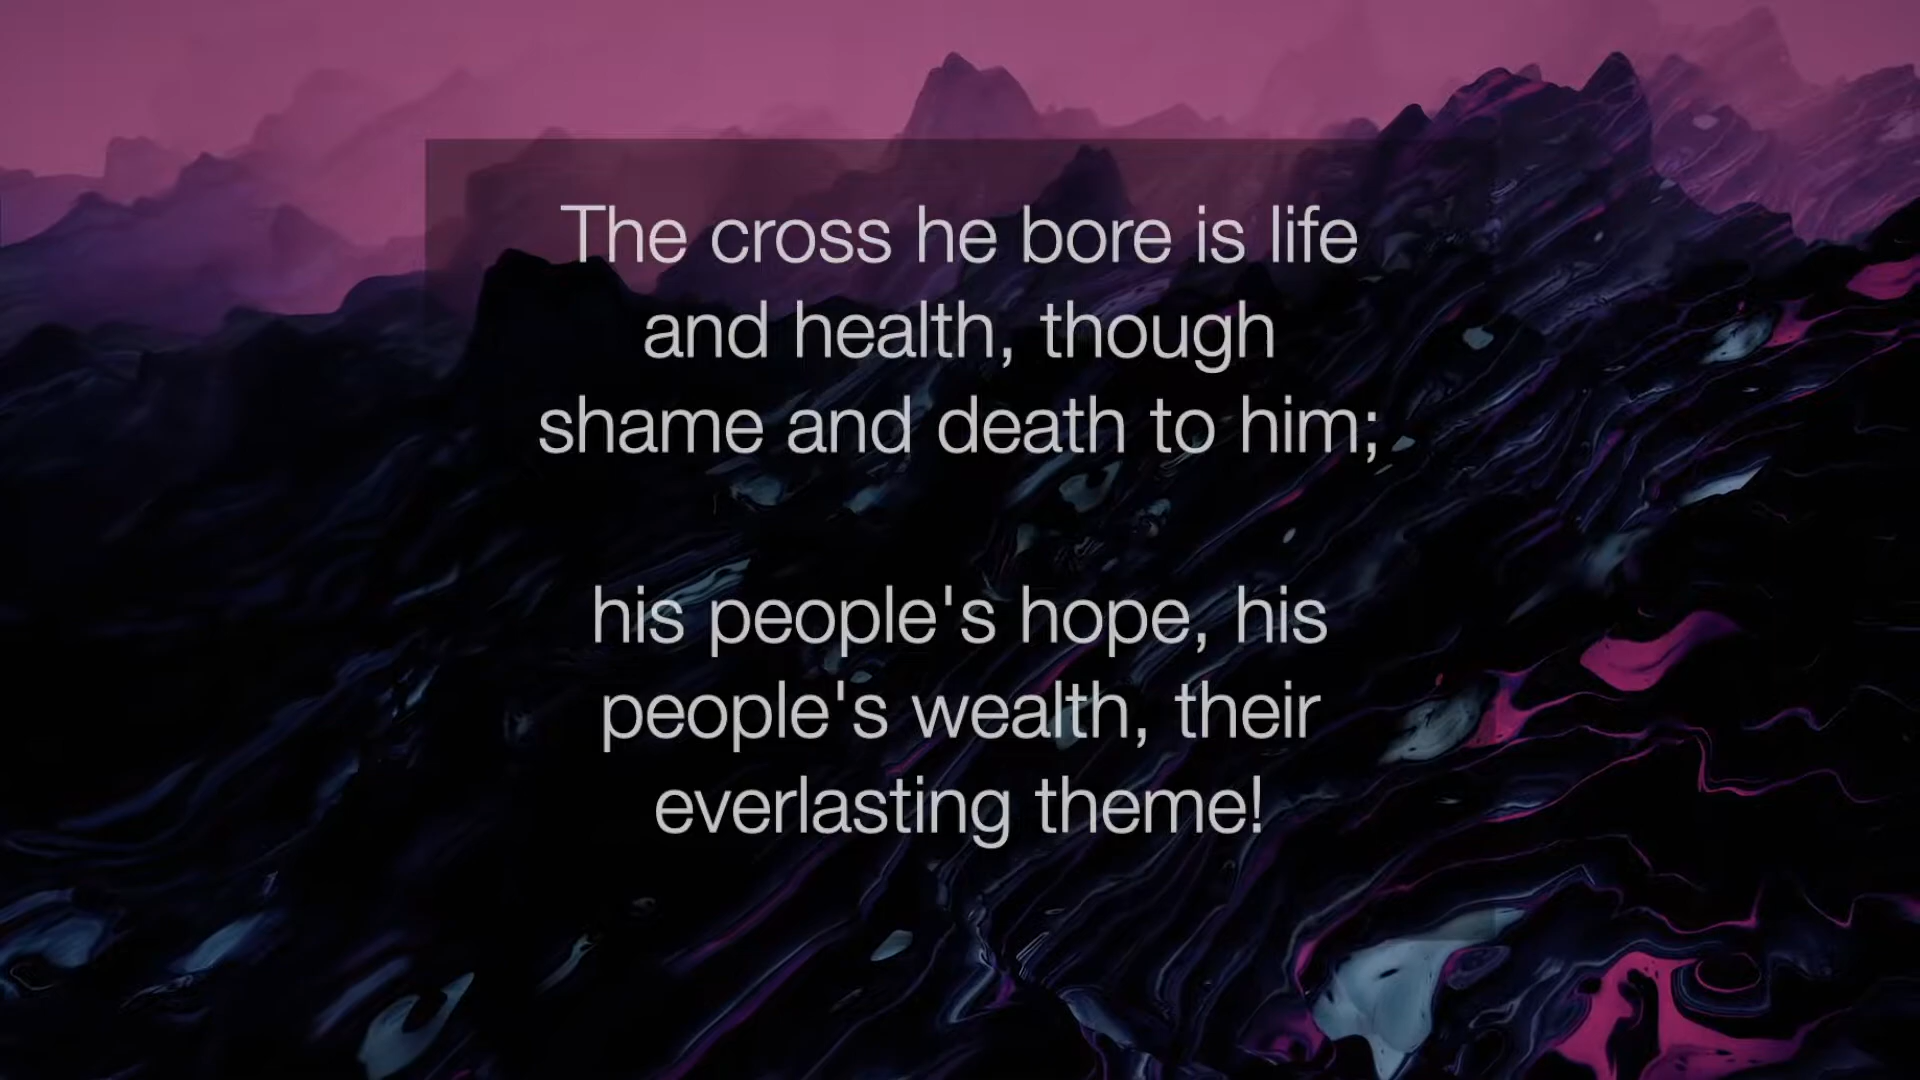 The cross he bore is life
and health, though
shame and death to him;
his people's hope, his
people's wealth, their
everlasting theme!